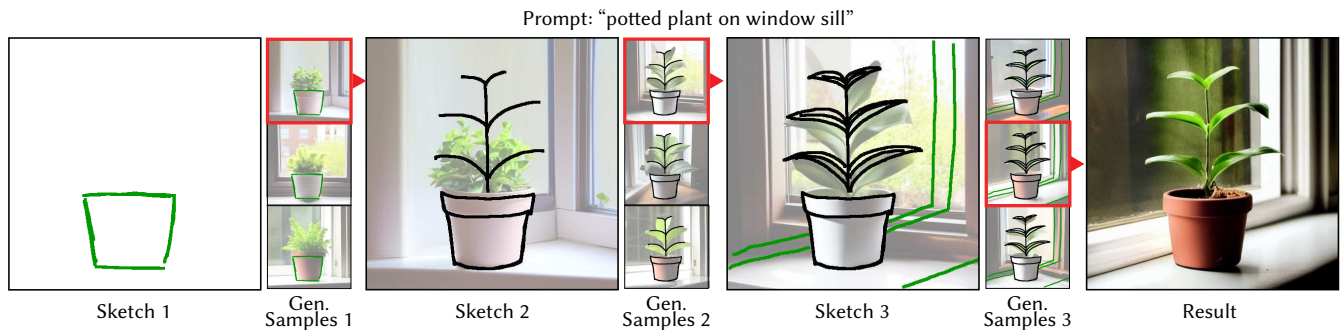 Prompt: “potted plant on window sill”
Sketch 1
Gen.
Samples 1
Sketch 2
Gen.
Samples 2
Sketch 3
Gen.
Samples 3
Result